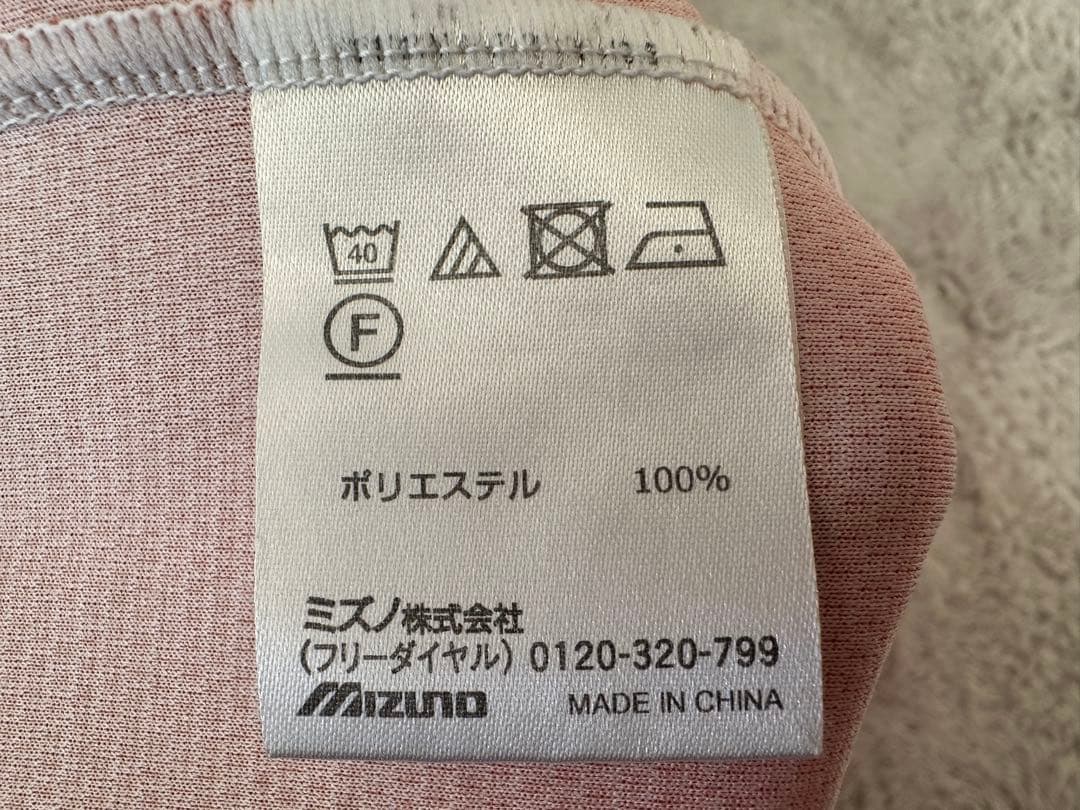 40
F
ポリエステル 100%
ミズノ株式会社
(フリーダイヤル) 0120-320-799
MIZUNO MADE IN CHINA